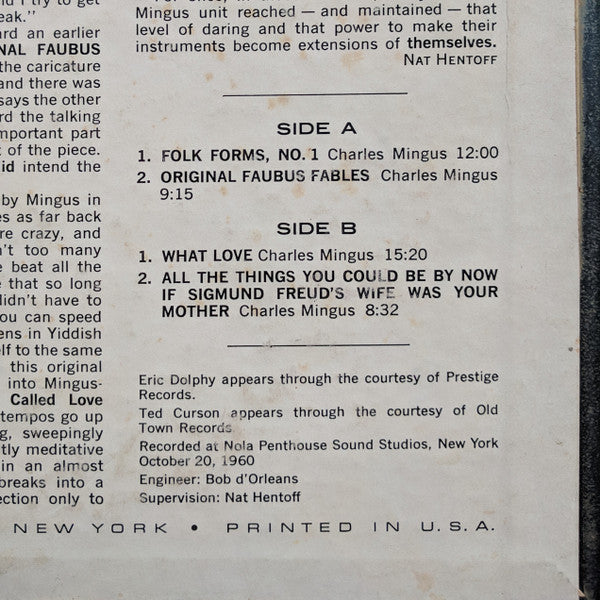 d I try to get
eak."
ard an earlier
NAL FAUBUS
the caricature
and there was
says the other
rd the talking
mportant part
t of the piece.
id intend the
by Mingus in
es as far back
re crazy, and
n't too many
e beat all the
e that so long
didn't have to
ou can speed
ens in Yiddish
lf to the same
this original
into Mingus-
Called Love
tempos go up
g, sweepingly
tly meditative
in an almost
breaks into a
ection only to
Mingus unit reached — and maintained — that
level of daring and that power to make their
instruments become extensions of themselves.
NAT HENTOFF
SIDE A
1. FOLK FORMS, NO. 1 Charles Mingus 12:00
2. ORIGINAL FAUBUS FABLES Charles Mingus
9:15
SIDE B
1. WHAT LOVE Charles Mingus 15:20
2. ALL THE THINGS YOU COULD BE BY NOW
IF SIGMUND FREUD'S WIFE WAS YOUR
MOTHER Charles Mingus 8:32
Eric Dolphy appears through the courtesy of Prestige
Records.
Ted Curson appears through the courtesy of Old
Town Records.
Recorded at Nola Penthouse Sound Studios, New York
October 20, 1960
Engineer: Bob d'Orleans
Supervision: Nat Hentoff
NEW YORK • PRINTED IN U.S.A.